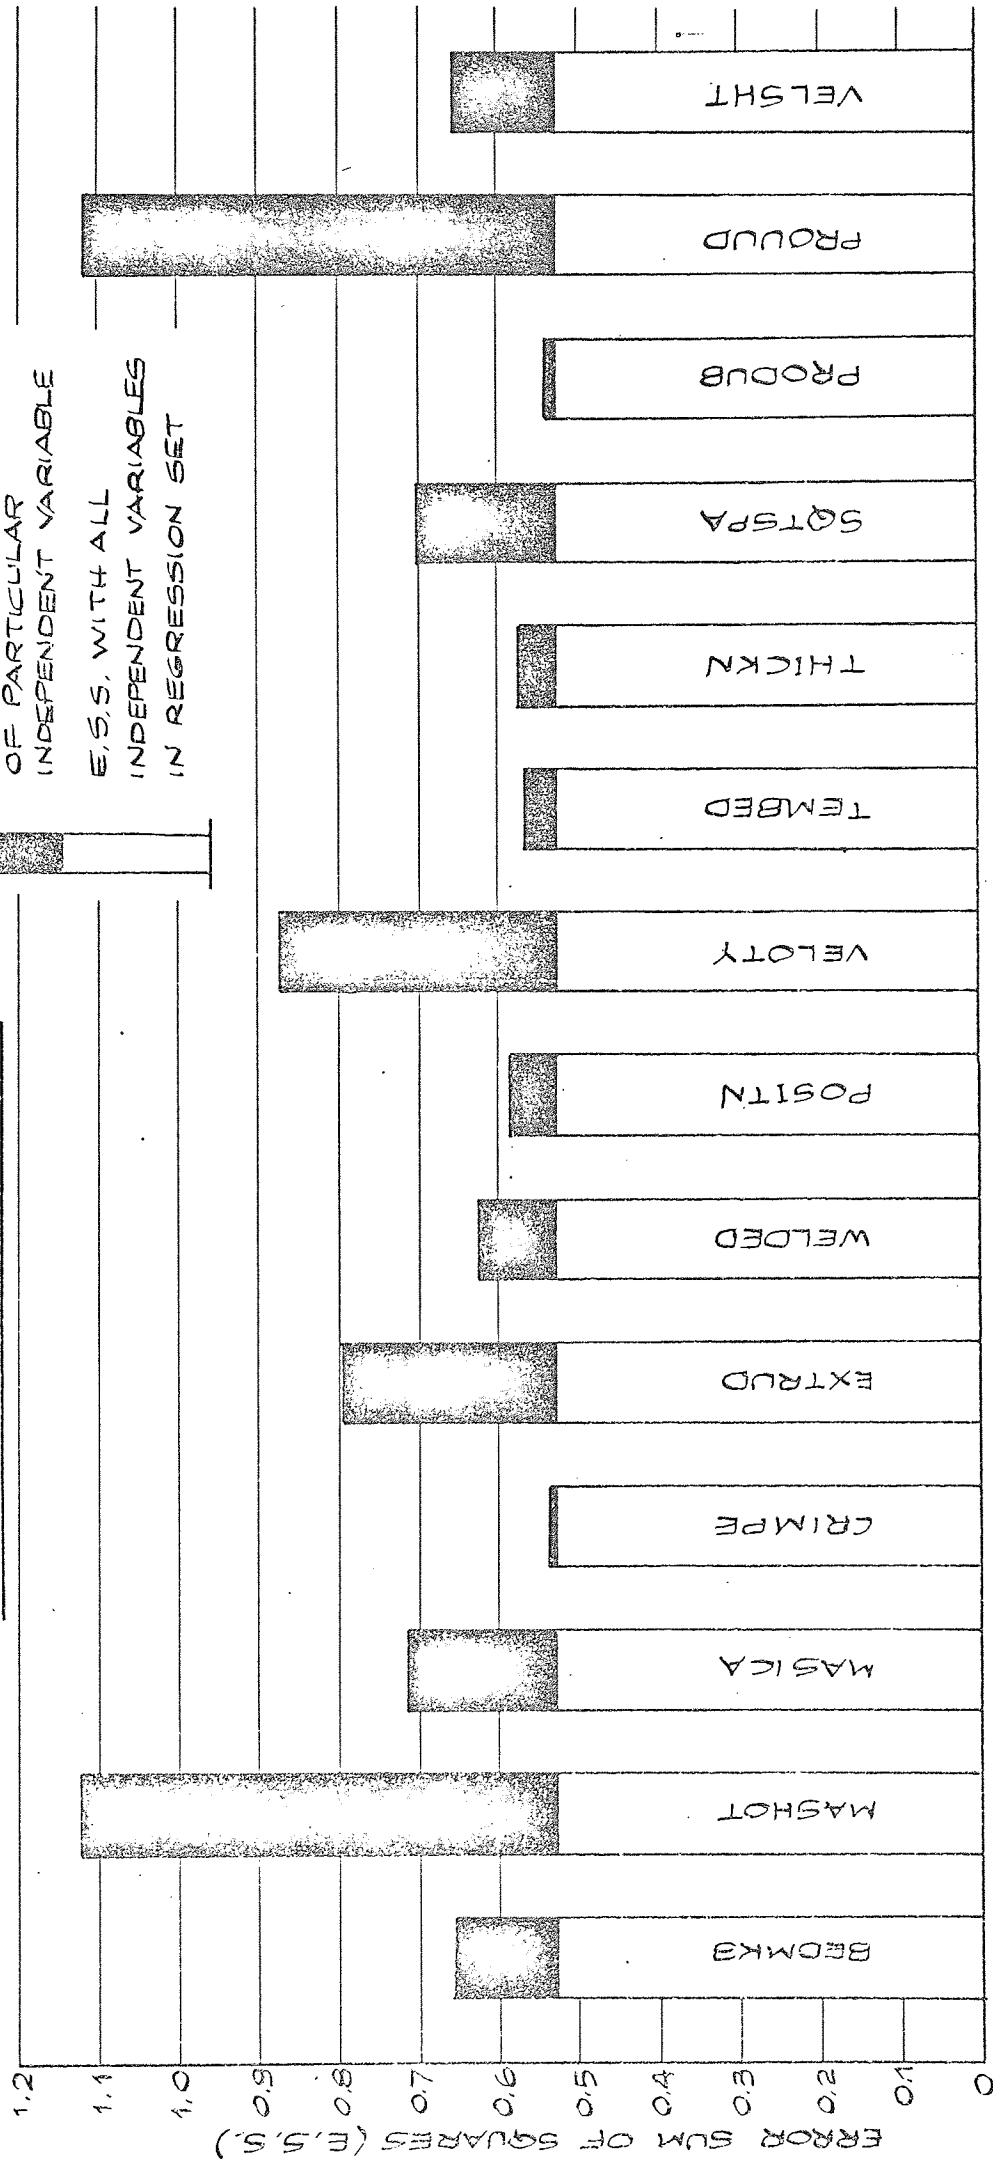 OF PARTICULAR
INDEPENDENT VARIABLE
E.S.S. WITH ALL
INDEPENDENT VARIABLES
IN REGRESSION SET
ERROR SUM OF SQUARES (E.S.S.)
1.2
1.1
1.0
0.9
0.8
0.7
0.6
0.5
0.4
0.3
0.2
0.1
0
BEDMK3
MASHOT
MASICA
CRIMPE
EXTRUD
WELDED
POSITN
VELOTY
TEMBED
THICKN
SQTSPA
PRODUB
PROUUD
VELSHT